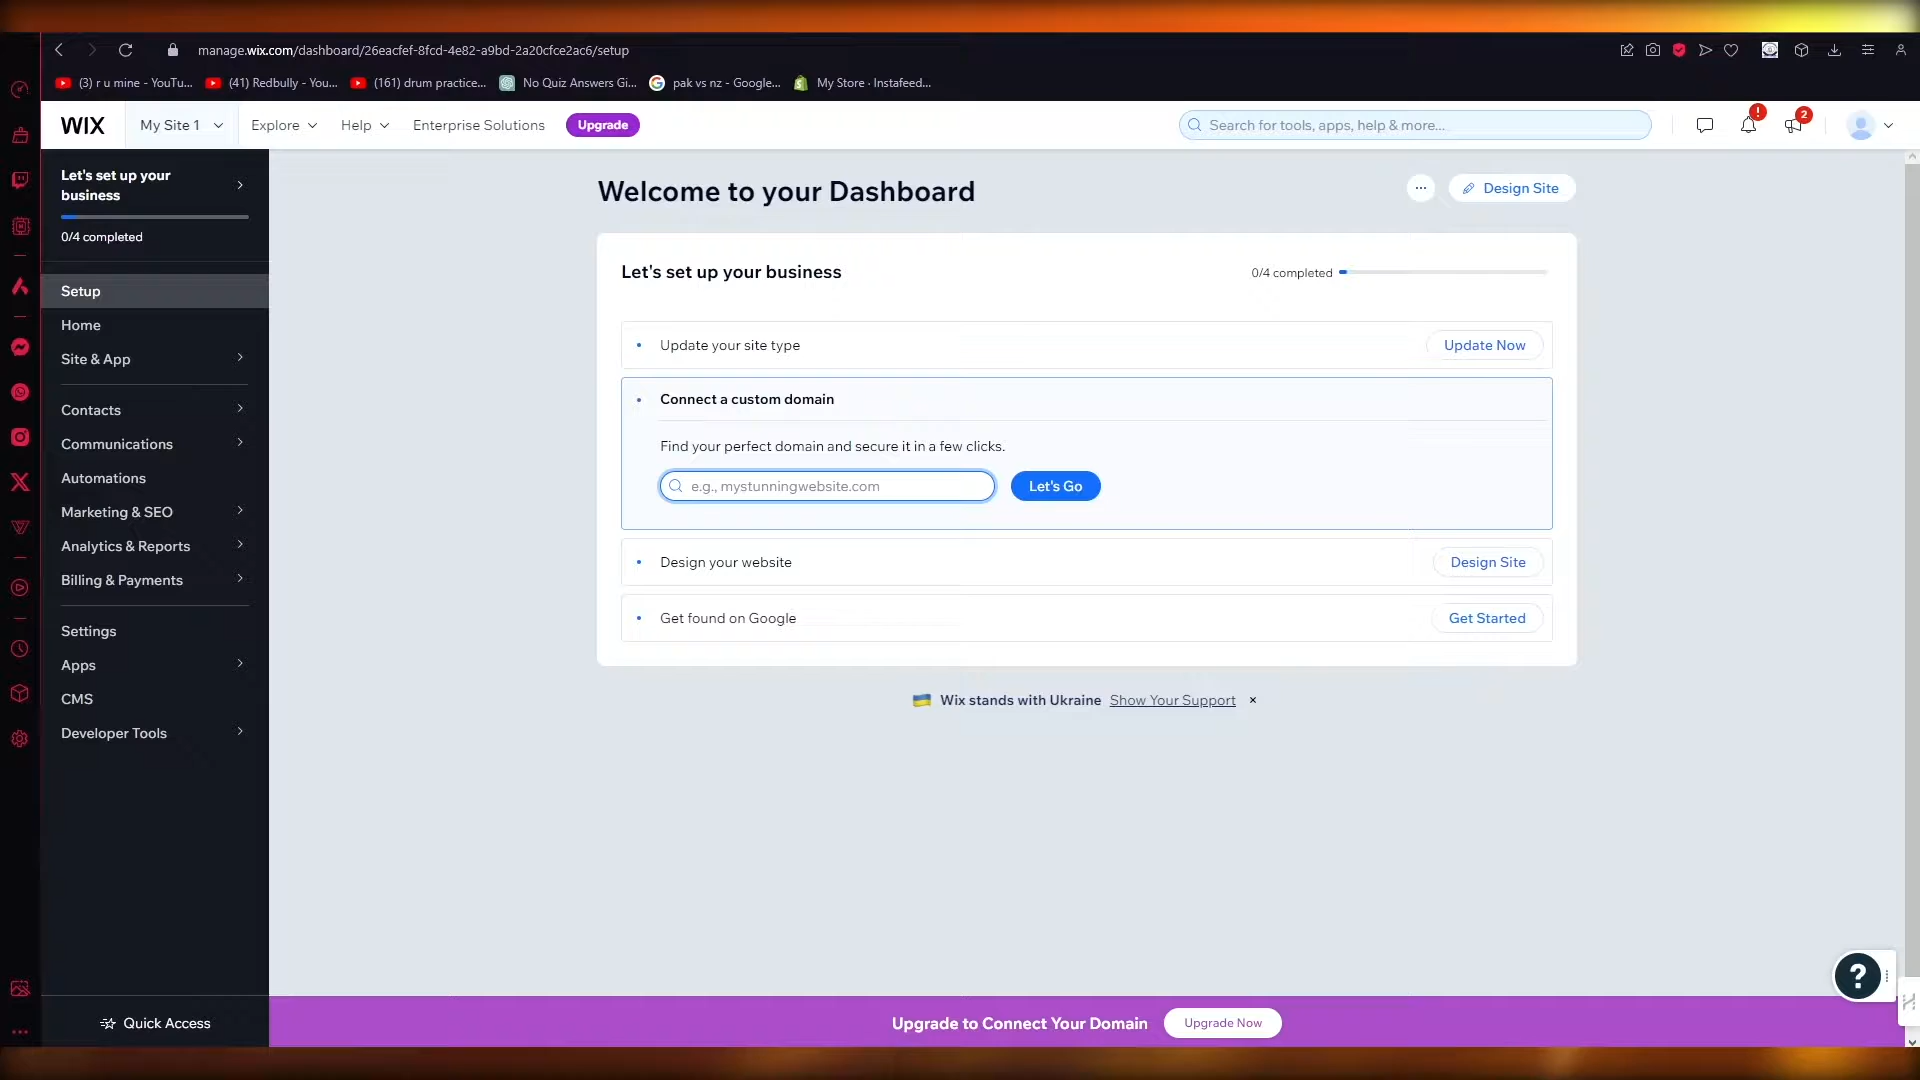 manage.wix.com/dashboard/26eacfef-8fcd-4e82-a9bd-2a20cfce2ac6/setup
(3) r u mine - YouTu... (41) Redbully - You... (161) drum practice... No Quiz Answers Gi... pak vs nz - Google... My Store · Instafeed...
WIX My Site 1 Explore Help Enterprise Solutions Upgrade Search for tools, apps, help & more... ! 2
Let's set up your
business
0/4 completed
Setup
Home
Site & App
Contacts
Communications
Automations
Marketing & SEO
Analytics & Reports
Billing & Payments
Settings
Apps
CMS
Developer Tools
Quick Access
Welcome to your Dashboard
Design Site
Let's set up your business
0/4 completed
Update your site type
Update Now
Connect a custom domain
Find your perfect domain and secure it in a few clicks.
e.g., mystunningwebsite.com
Let's Go
Design your website
Design Site
Get found on Google
Get Started
Wix stands with Ukraine Show Your Support ×
?
Upgrade to Connect Your Domain Upgrade Now